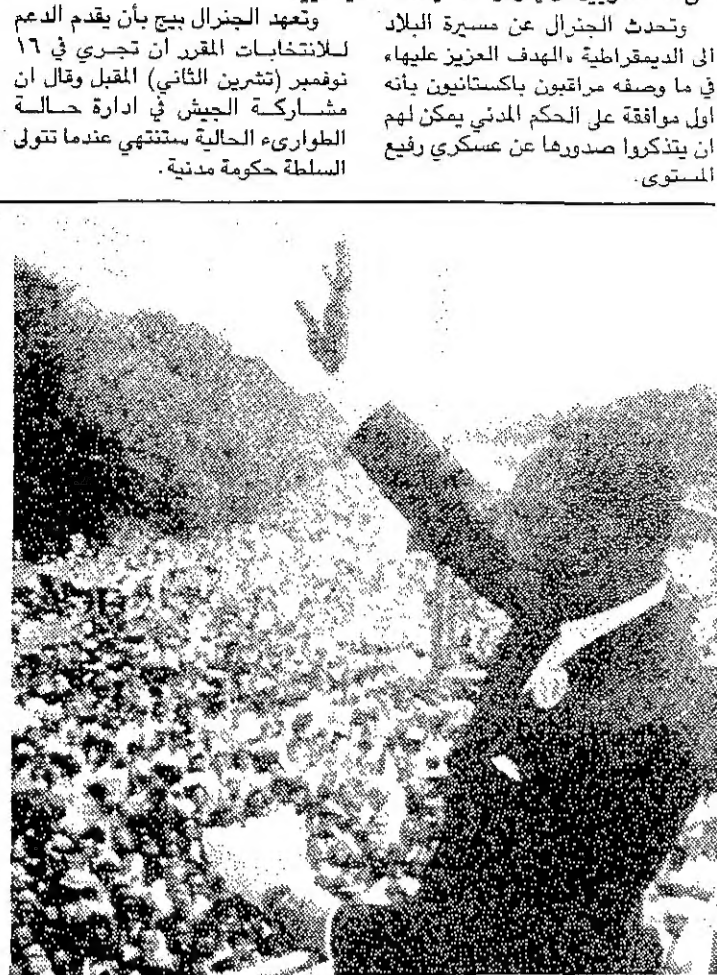 وتحدث الجنرال عن مسيرة البلاد
الى الديمقراطية «الهدف العزيز عليها»
في ما وصفه مراقبون باكستانيون بأنه
اول موافقة على الحكم المدني يمكن لهم
ان يتذكروا صدورها عن عسكري رفيع
المستوى.
وتعهد الجنرال بيج بأن يقدم الدعم
للانتخابات المقرر ان تجري في ١٦
نوفمبر (تشرين الثاني) المقبل وقال ان
مشاركة الجيش في ادارة حالة
الطوارىء الحالية ستنتهي عندما تتولى
السلطة حكومة مدنية.